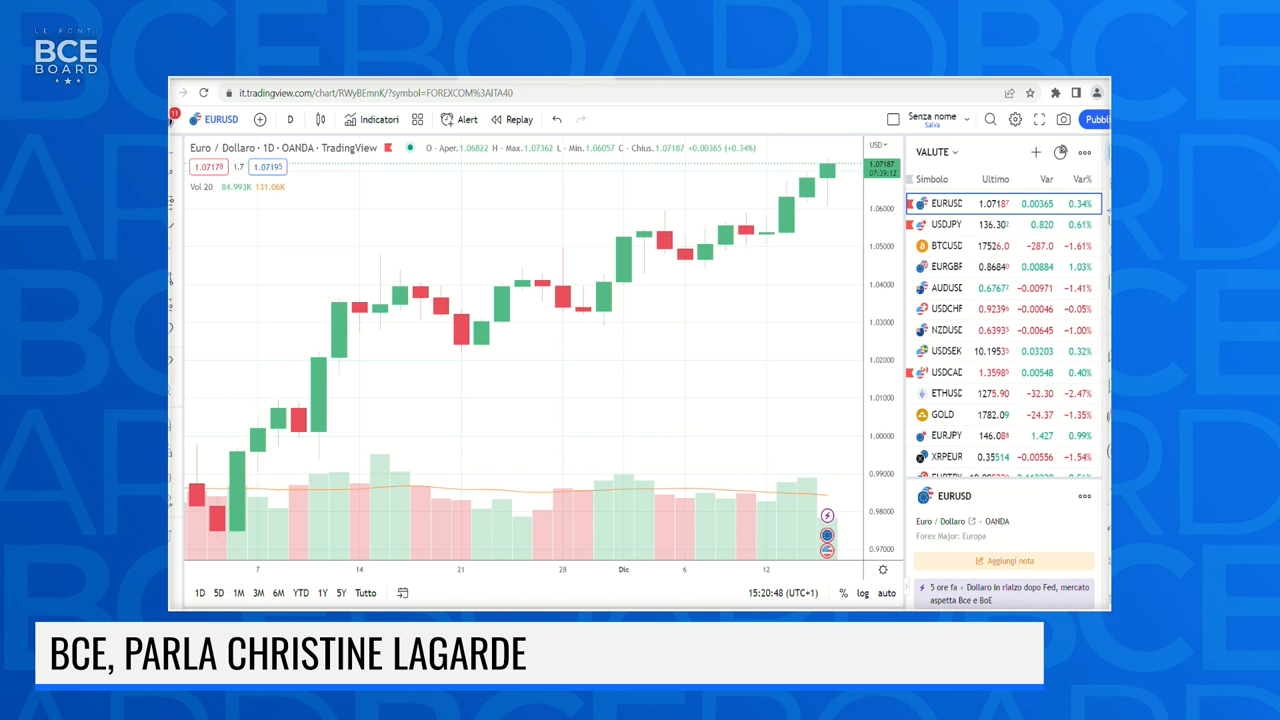 LE FONTI
BCE
BOARD
it.tradingview.com/chart/RWyBEmnK/?symbol=FOREXCOM%3AITA40
11
EURUSD
D
Indicatori
Alert
Replay
Senza nome
Salva
Pubbl
Euro / Dollaro · 1D · OANDA · TradingView
O - Aper.1.06822 H - Max.1.07362 L - Min.1.06057 C - Chius.1.07187 +0.00365 (+0.34%)
1.07178 1.7 1.07195
Vol 20 84.993K 131.06K
USD
1.07187
07:39:12
1.06000
1.05000
1.04000
1.03000
1.02000
1.01000
1.00000
0.99000
0.98000
0.97000
7 14 21 28 Dic 6 12
1D 5D 1M 3M 6M YTD 1Y 5Y Tutto
15:20:48 (UTC+1) % log auto
VALUTE
Simbolo Ultimo Var Var%
EURUSD 1.07187 0.00365 0.34%
USDJPY 136.302 0.820 0.61%
BTCUSD 17526.0 −287.0 −1.61%
EURGBF 0.86840 0.00884 1.03%
AUDUSD 0.67672 −0.00971 −1.41%
USDCHF 0.92396 −0.00046 −0.05%
NZDUSD 0.63935 −0.00645 −1.00%
USDSEK 10.19535 0.03203 0.32%
USDCAD 1.35985 0.00548 0.40%
ETHUSD 1275.90 −32.30 −2.47%
GOLD 1782.09 −24.37 −1.35%
EURJPY 146.088 1.427 0.99%
XRPEUR 0.35514 −0.00556 −1.54%
EURUSD
Euro / Dollaro · OANDA
Forex Major: Europa
Aggiungi nota
5 ore fa · Dollaro in rialzo dopo Fed, mercato
aspetta Bce e BoE
BCE, PARLA CHRISTINE LAGARDE